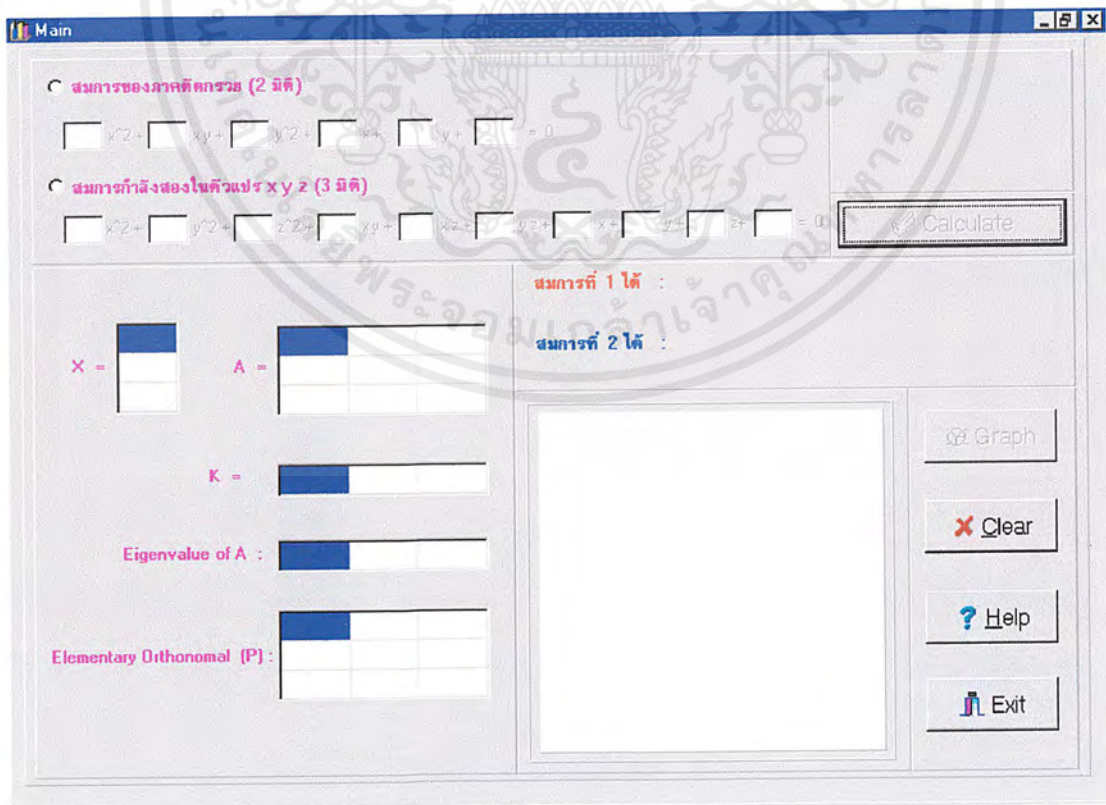 Main
สมการของภาคตัดกรวย (2 มิติ)
x^2+ xy+ y^2+ x+ y+ = 0
สมการกำลังสองในตัวแปร x y z (3 มิติ)
x^2+ y^2+ z^2+ xy+ xz+ yz+ x+ y+ z+ = 0
Calculate
สมการที่ 1 ได้ :
สมการที่ 2 ได้ :
X =
A =
K =
Eigenvalue of A :
Elementary Orthonomal (P) :
Graph
Clear
Help
Exit